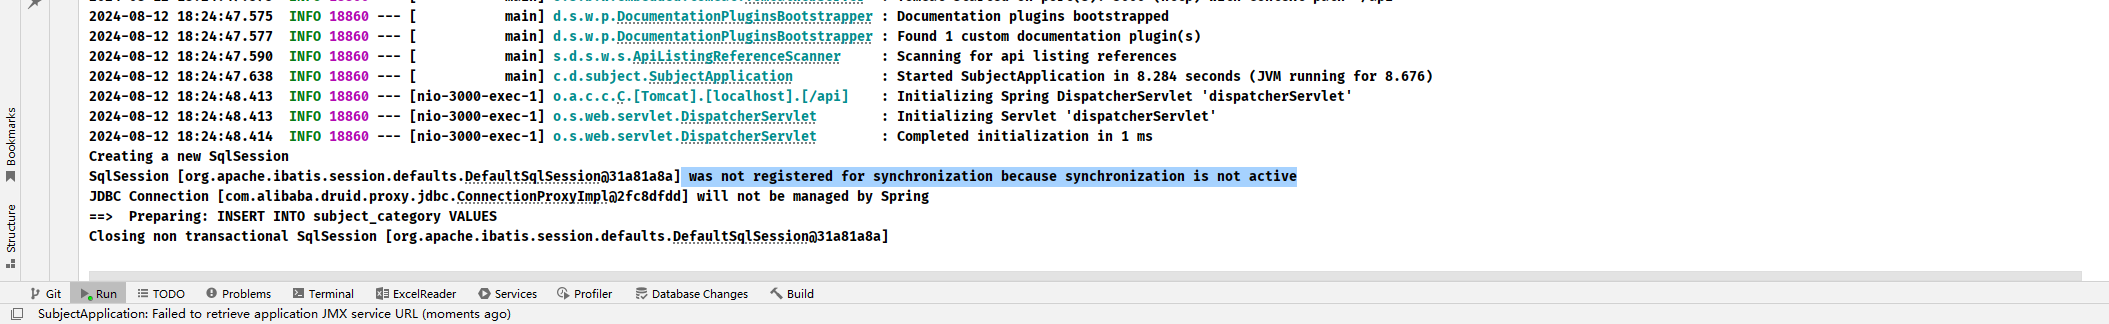 2024-08-12 18:24:47.575  INFO 18860 --- [           main] d.s.w.p.DocumentationPluginsBootstrapper : Documentation plugins bootstrapped
2024-08-12 18:24:47.577  INFO 18860 --- [           main] d.s.w.p.DocumentationPluginsBootstrapper : Found 1 custom documentation plugin(s)
2024-08-12 18:24:47.590  INFO 18860 --- [           main] s.d.s.w.s.ApiListingReferenceScanner     : Scanning for api listing references
2024-08-12 18:24:47.638  INFO 18860 --- [           main] c.d.subject.SubjectApplication           : Started SubjectApplication in 8.284 seconds (JVM running for 8.676)
2024-08-12 18:24:48.413  INFO 18860 --- [nio-3000-exec-1] o.a.c.c.C.[Tomcat].[localhost].[/api]    : Initializing Spring DispatcherServlet 'dispatcherServlet'
2024-08-12 18:24:48.413  INFO 18860 --- [nio-3000-exec-1] o.s.web.servlet.DispatcherServlet        : Initializing Servlet 'dispatcherServlet'
2024-08-12 18:24:48.414  INFO 18860 --- [nio-3000-exec-1] o.s.web.servlet.DispatcherServlet        : Completed initialization in 1 ms
Creating a new SqlSession
SqlSession [org.apache.ibatis.session.defaults.DefaultSqlSession@31a81a8a] was not registered for synchronization because synchronization is not active
JDBC Connection [com.alibaba.druid.proxy.jdbc.ConnectionProxyImpl@2fc8dfdd] will not be managed by Spring
==>  Preparing: INSERT INTO subject_category VALUES
Closing non transactional SqlSession [org.apache.ibatis.session.defaults.DefaultSqlSession@31a81a8a]
Bookmarks
Structure
Git Run TODO Problems Terminal ExcelReader Services Profiler Database Changes Build
SubjectApplication: Failed to retrieve application JMX service URL (moments ago)